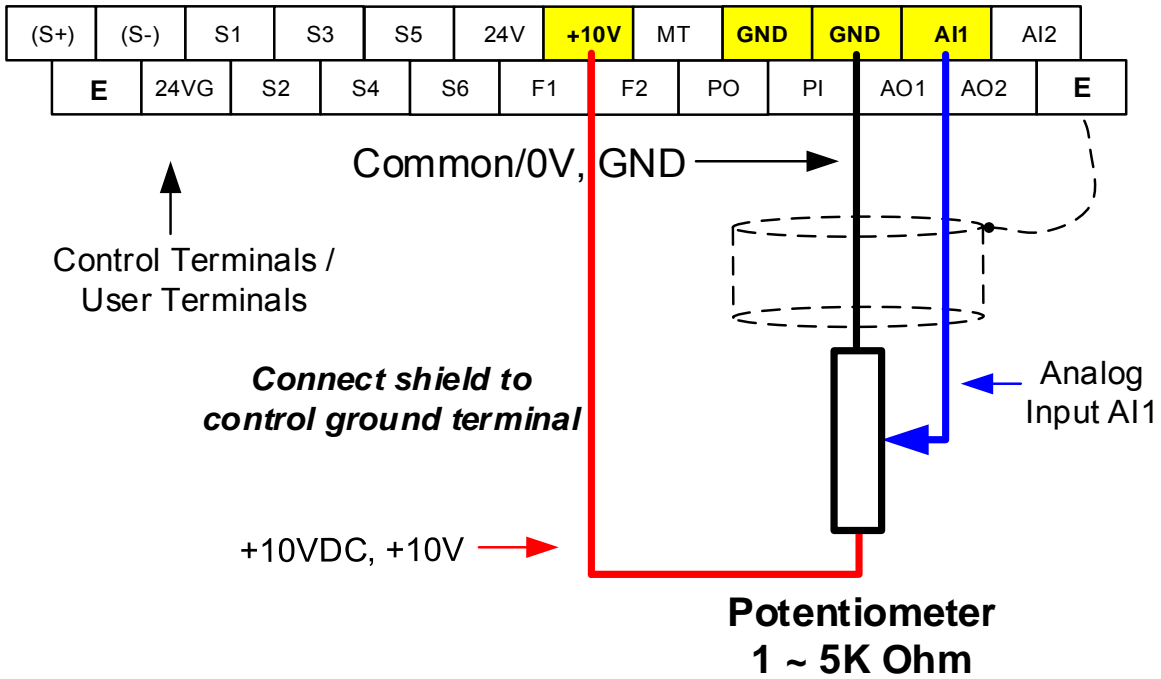 (S+) (S-) S1 S3 S5 24V +10V MT GND GND AI1 AI2
E 24VG S2 S4 S6 F1 F2 PO PI AO1 AO2 E
Common/0V, GND
Control Terminals /
User Terminals
Connect shield to
control ground terminal
Analog
Input AI1
+10VDC, +10V
Potentiometer
1 ~ 5K Ohm